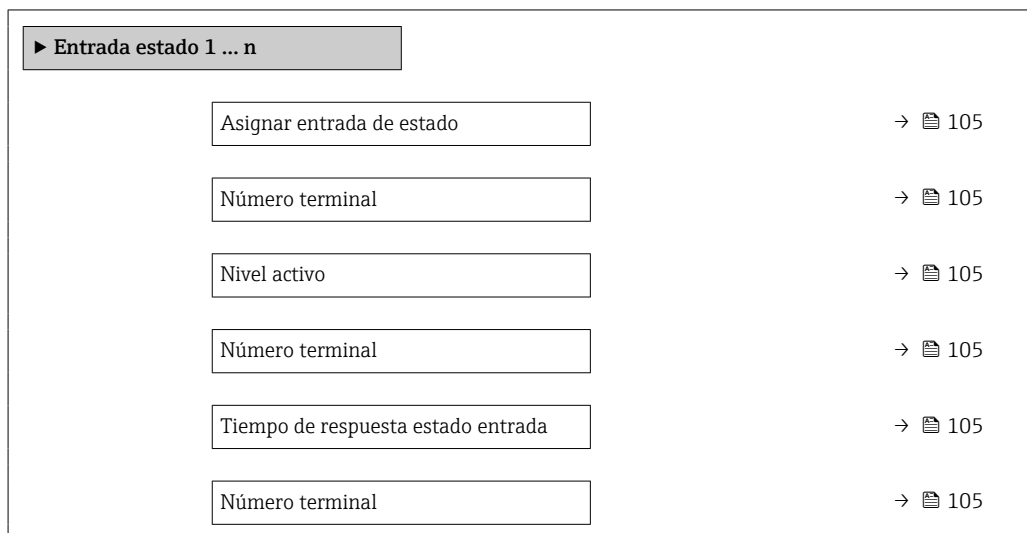 ▶ Entrada estado 1 … n
Asignar entrada de estado → 105
Número terminal → 105
Nivel activo → 105
Número terminal → 105
Tiempo de respuesta estado entrada → 105
Número terminal → 105